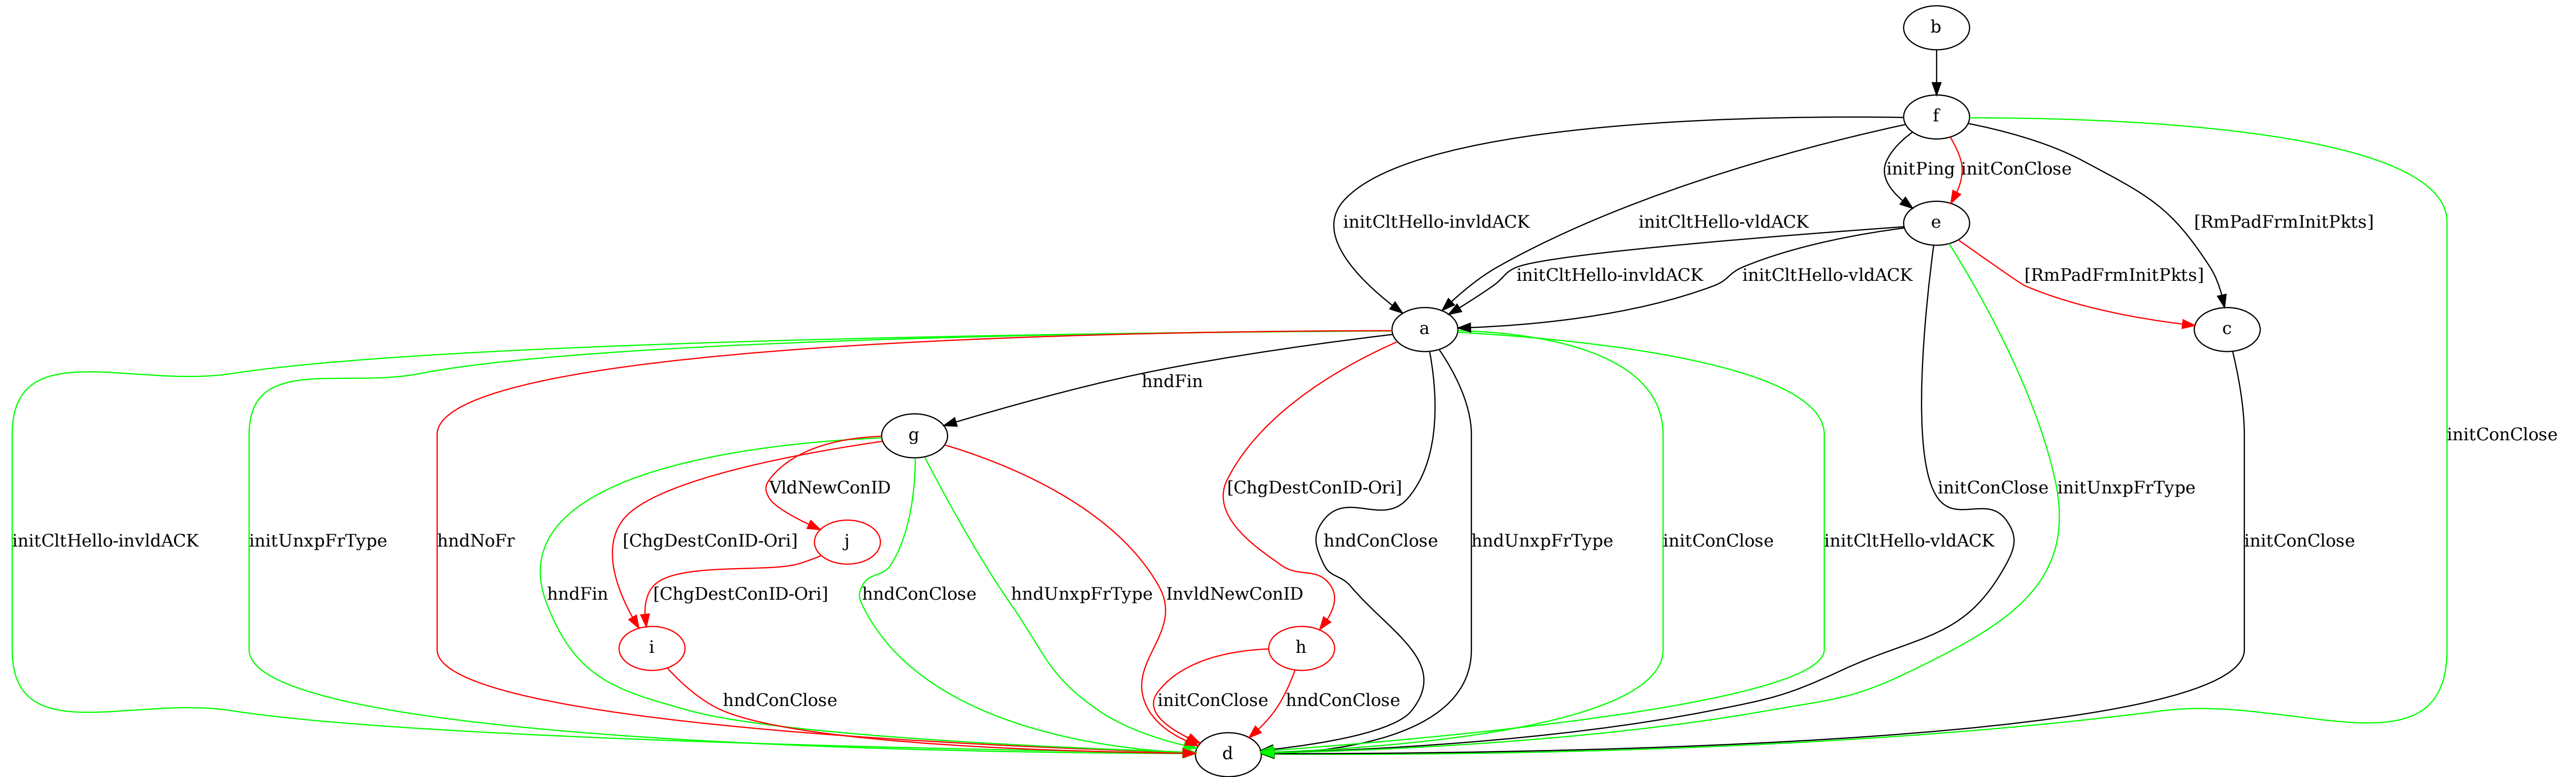 b
f
initPing
initConClose
initCltHello-invldACK
initCltHello-vldACK
e
[RmPadFrmInitPkts]
initCltHello-invldACK
initCltHello-vldACK
[RmPadFrmInitPkts]
a
c
hndFin
g
initConClose
VldNewConID
[ChgDestConID-Ori]
initConClose
initUnxpFrType
initCltHello-invldACK
initUnxpFrType
hndNoFr
[ChgDestConID-Ori]
j
hndConClose
hndUnxpFrType
initConClose
initCltHello-vldACK
initConClose
hndFin
[ChgDestConID-Ori]
hndConClose
hndUnxpFrType
InvldNewConID
i
h
hndConClose
initConClose
hndConClose
d